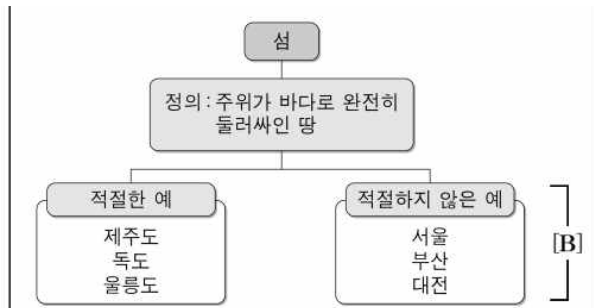 섬
정의 : 주위가 바다로 완전히
둘러싸인 땅
적절한 예
제주도
독도
울릉도
적절하지 않은 예
서울
부산
대전
[B]